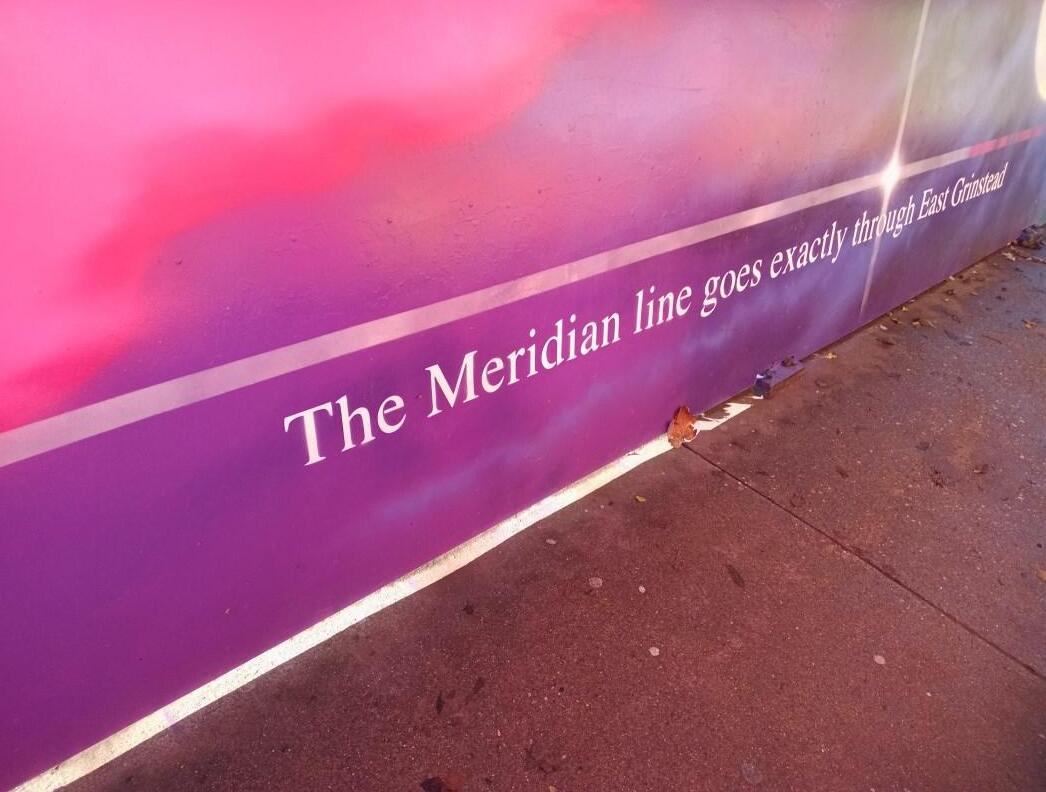 The Meridian line goes exactly through East Grinstead